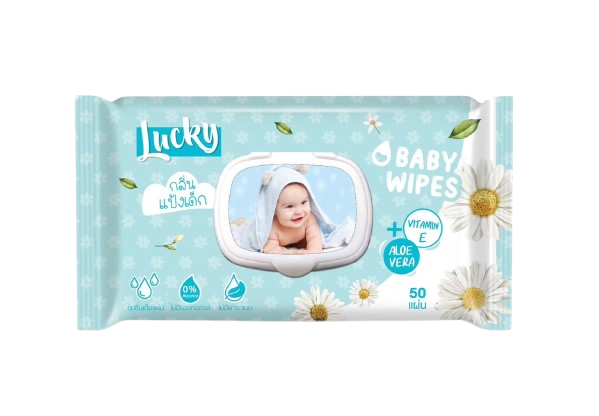 Lucky
กลิ่น
แป้งเด็ก
BABY
WIPES
+
VITAMIN
E
ALOE
VERA
0%
50
แผ่น